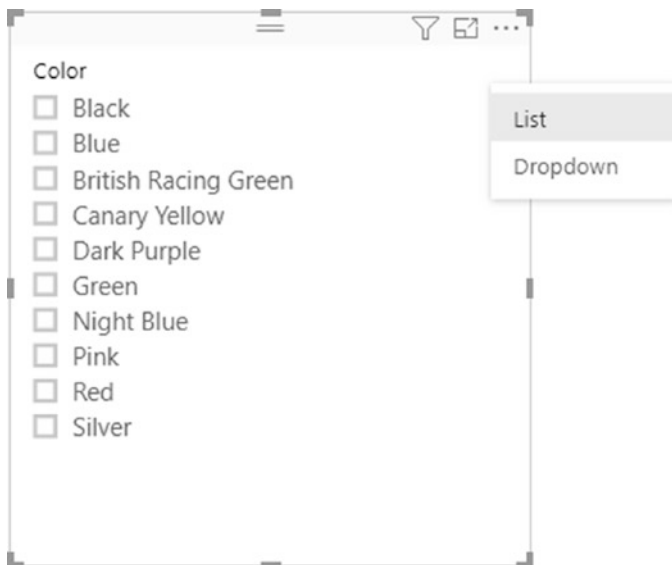 Color
Black
Blue
British Racing Green
Canary Yellow
Dark Purple
Green
Night Blue
Pink
Red
Silver
List
Dropdown